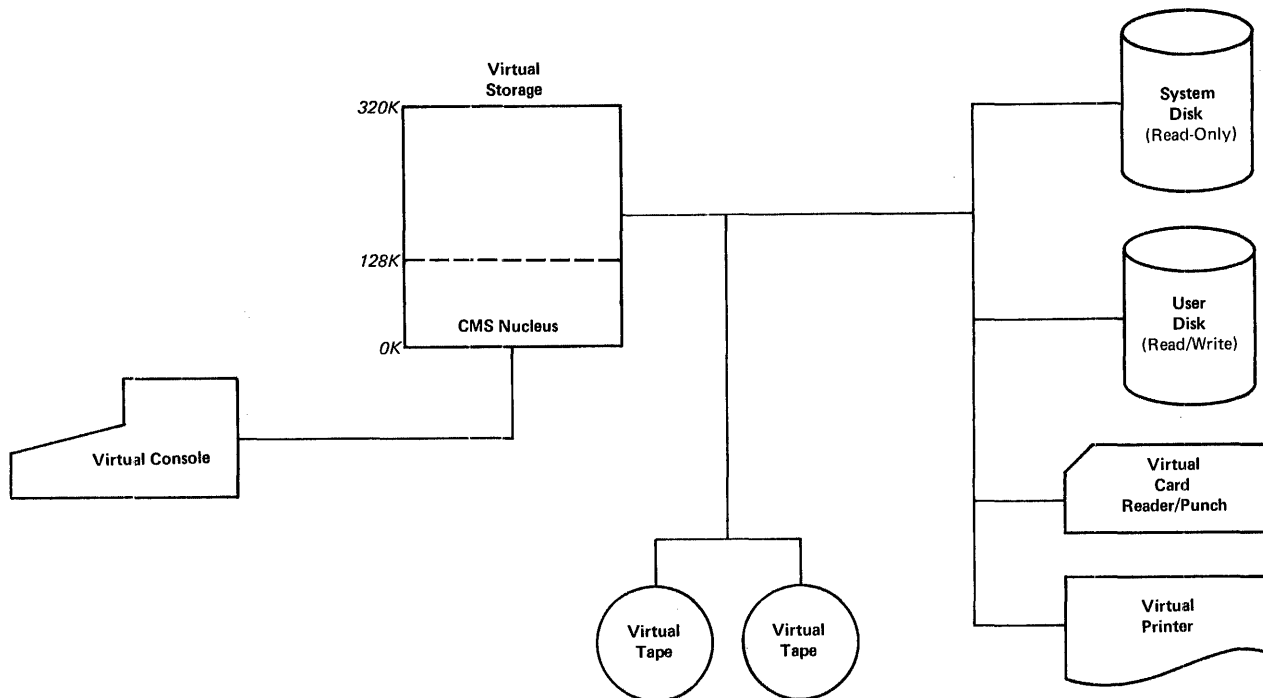 Virtual
Storage
320K
128K
CMS Nucleus
0K
Virtual Console
Virtual
Tape
Virtual
Tape
System
Disk
(Read-Only)
User
Disk
(Read/Write)
Virtual
Card
Reader/Punch
Virtual
Printer